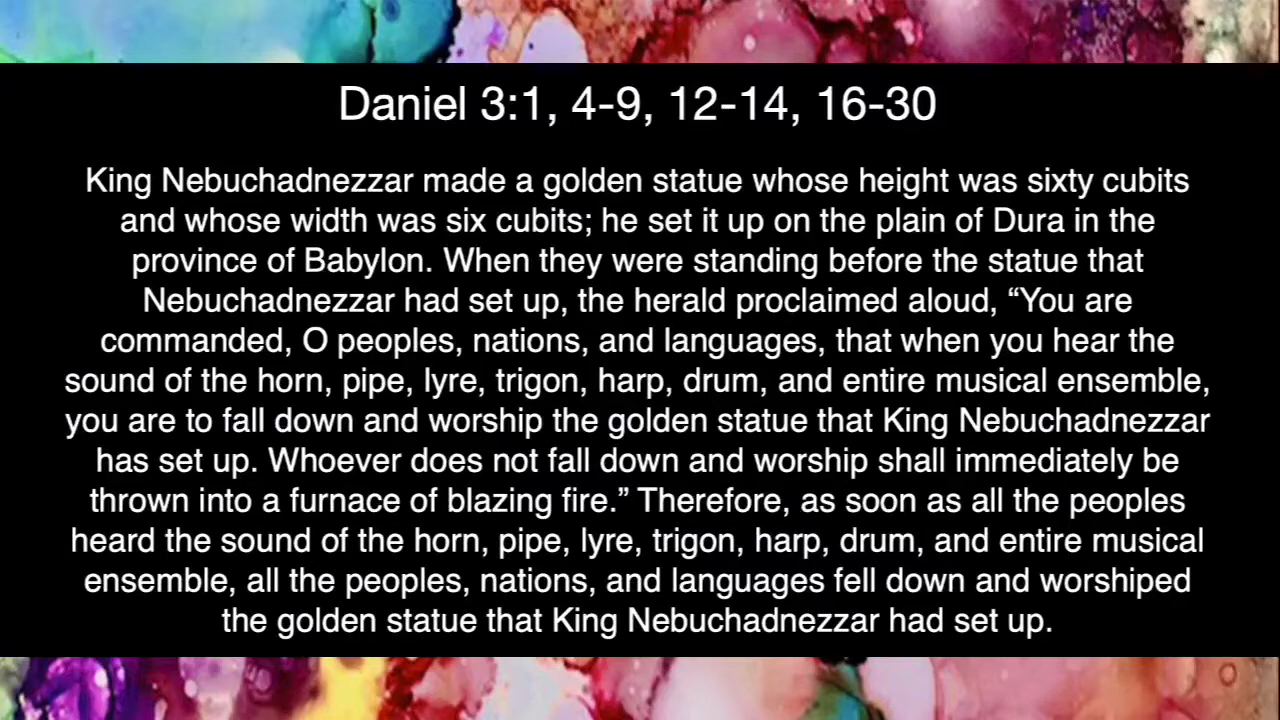 Daniel 3:1, 4-9, 12-14, 16-30
King Nebuchadnezzar made a golden statue whose height was sixty cubits
and whose width was six cubits; he set it up on the plain of Dura in the
province of Babylon. When they were standing before the statue that
Nebuchadnezzar had set up, the herald proclaimed aloud, “You are
commanded, O peoples, nations, and languages, that when you hear the
sound of the horn, pipe, lyre, trigon, harp, drum, and entire musical ensemble,
you are to fall down and worship the golden statue that King Nebuchadnezzar
has set up. Whoever does not fall down and worship shall immediately be
thrown into a furnace of blazing fire.” Therefore, as soon as all the peoples
heard the sound of the horn, pipe, lyre, trigon, harp, drum, and entire musical
ensemble, all the peoples, nations, and languages fell down and worshiped
the golden statue that King Nebuchadnezzar had set up.